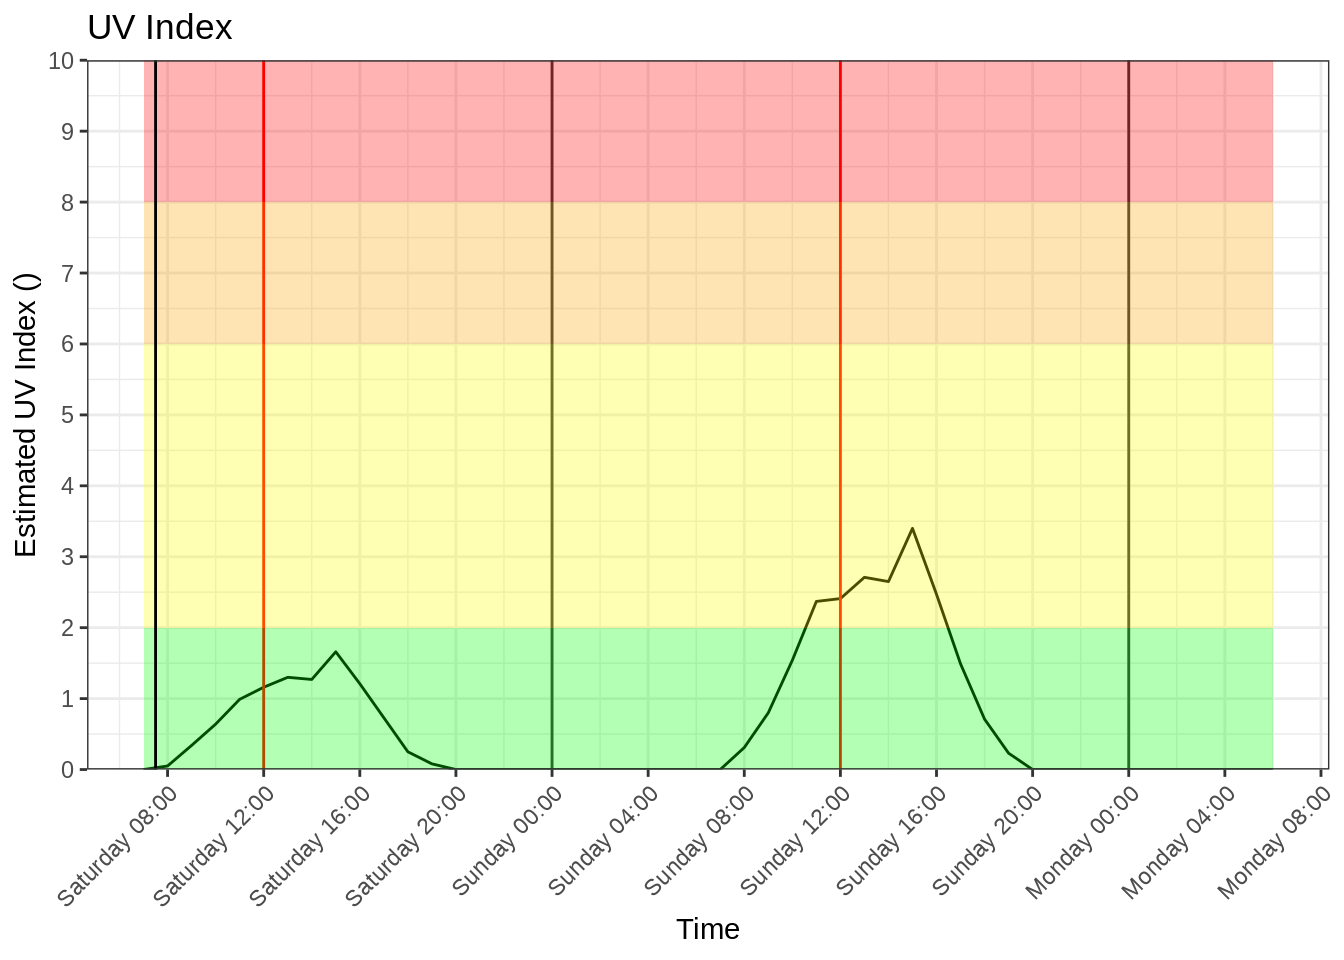 UV Index
Estimated UV Index ()
10
9
8
7
6
5
4
3
2
1
0
Saturday 08:00
Saturday 12:00
Saturday 16:00
Saturday 20:00
Sunday 00:00
Sunday 04:00
Sunday 08:00
Sunday 12:00
Sunday 16:00
Sunday 20:00
Monday 00:00
Monday 04:00
Monday 08:00
Time